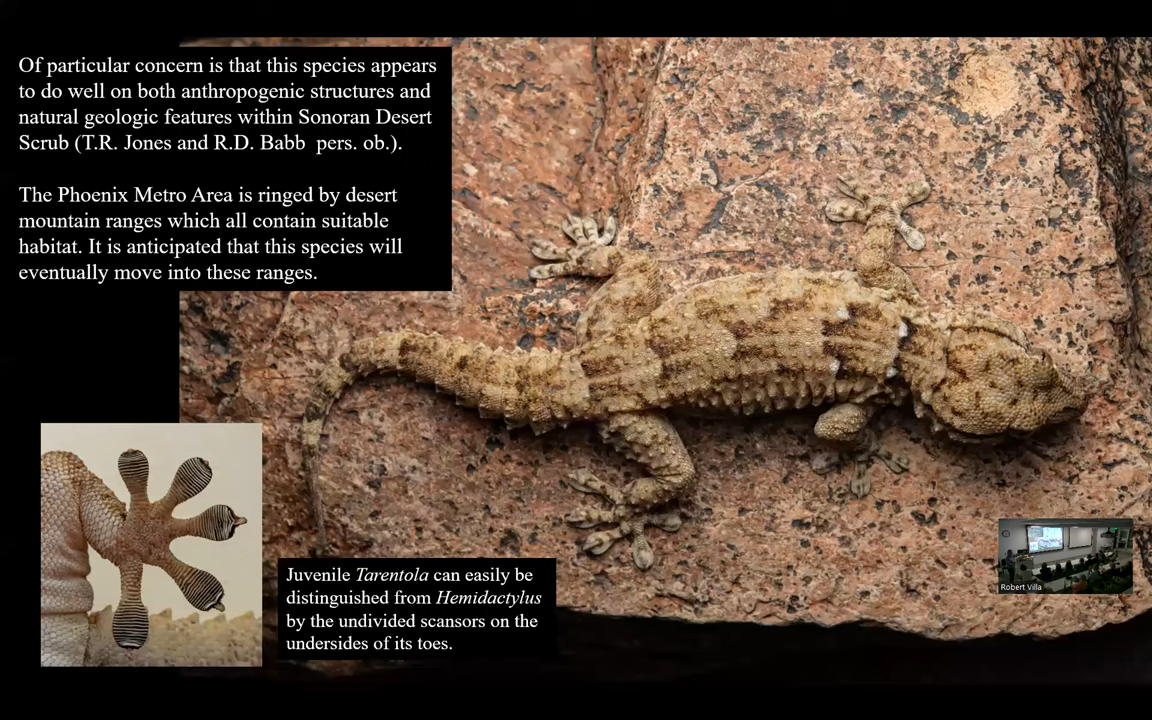 Of particular concern is that this species appears
to do well on both anthropogenic structures and
natural geologic features within Sonoran Desert
Scrub (T.R. Jones and R.D. Babb  pers. ob.).
The Phoenix Metro Area is ringed by desert
mountain ranges which all contain suitable
habitat. It is anticipated that this species will
eventually move into these ranges.
Juvenile Tarentola can easily be
distinguished from Hemidactylus
by the undivided scansors on the
undersides of its toes.
Robert Villa